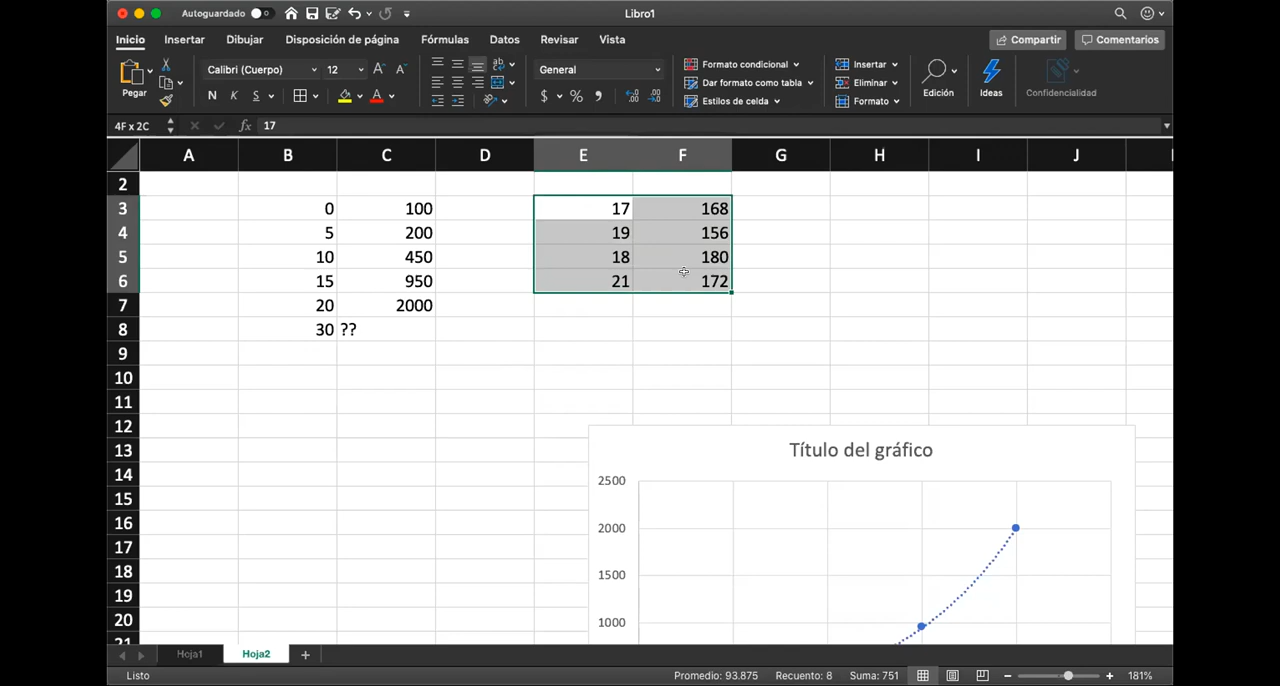 Autoguardado
Libro1
Inicio Insertar Dibujar Disposición de página Fórmulas Datos Revisar Vista Compartir Comentarios
Pegar
Calibri (Cuerpo) 12
N K S A
General
$ %
Formato condicional
Dar formato como tabla
Estilos de celda
Insertar
Eliminar
Formato
Edición
Ideas
Confidencialidad
4F x 2C fx 17
A B C D E F G H I J
2
3 0 100 17 168
4 5 200 19 156
5 10 450 18 180
6 15 950 21 172
7 20 2000
8 30 ??
9
10
11
12
13
14
15
16
17
18
19
20
21
Título del gráfico
2500
2000
1500
1000
Hoja1 Hoja2 +
Listo Promedio: 93.875 Recuento: 8 Suma: 751 181%